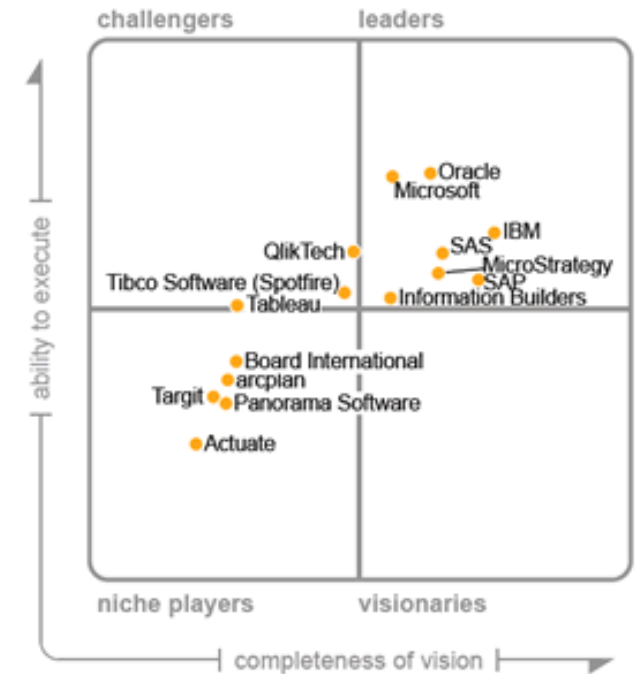 challengers
leaders
Oracle
Microsoft
IBM
SAS
QlikTech
MicroStrategy
Tibco Software (Spotfire)
SAP
Information Builders
Tableau
Board International
arcplan
Targit
Panorama Software
Actuate
ability to execute
niche players
visionaries
completeness of vision